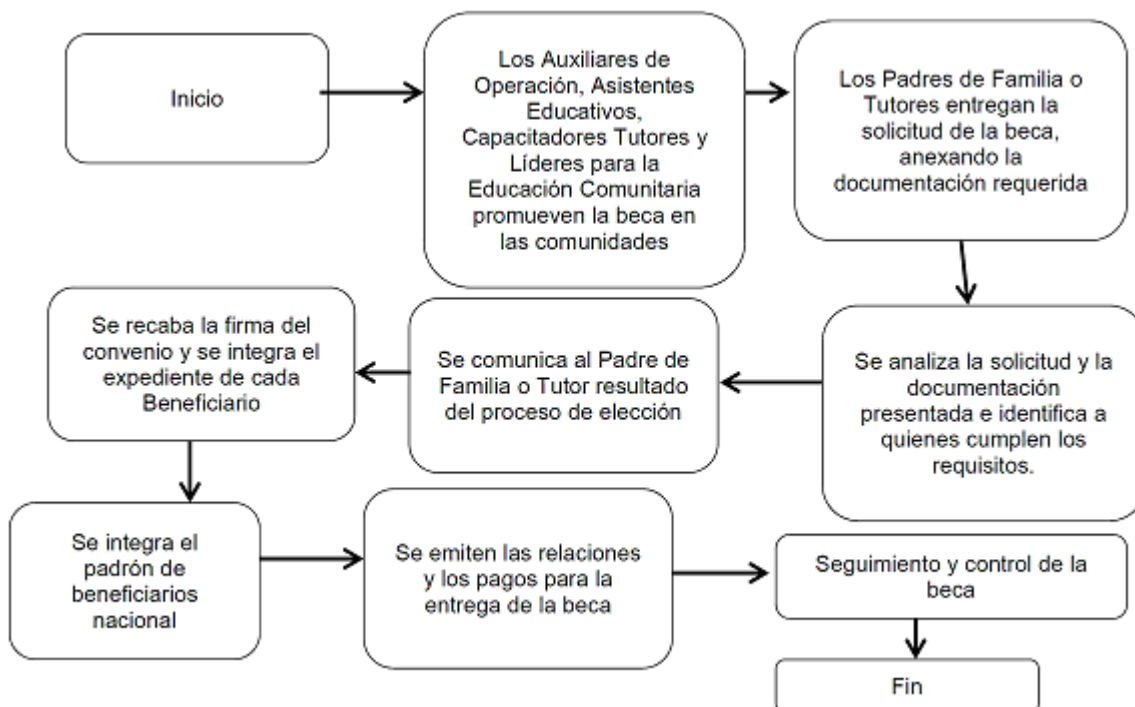 Inicio
Los Auxiliares de
Operación, Asistentes
Educativos,
Capacitadores Tutores y
Líderes para la
Educación Comunitaria
promueven la beca en
las comunidades
Los Padres de Familia o
Tutores entregan la
solicitud de la beca,
anexando la
documentación requerida
Se analiza la solicitud y la
documentación
presentada e identifica a
quienes cumplen los
requisitos.
Se comunica al Padre de
Familia o Tutor resultado
del proceso de elección
Se recaba la firma del
convenio y se integra el
expediente de cada
Beneficiario
Se integra el
padrón de
beneficiarios
nacional
Se emiten las relaciones
y los pagos para la
entrega de la beca
Seguimiento y control de la
beca
Fin